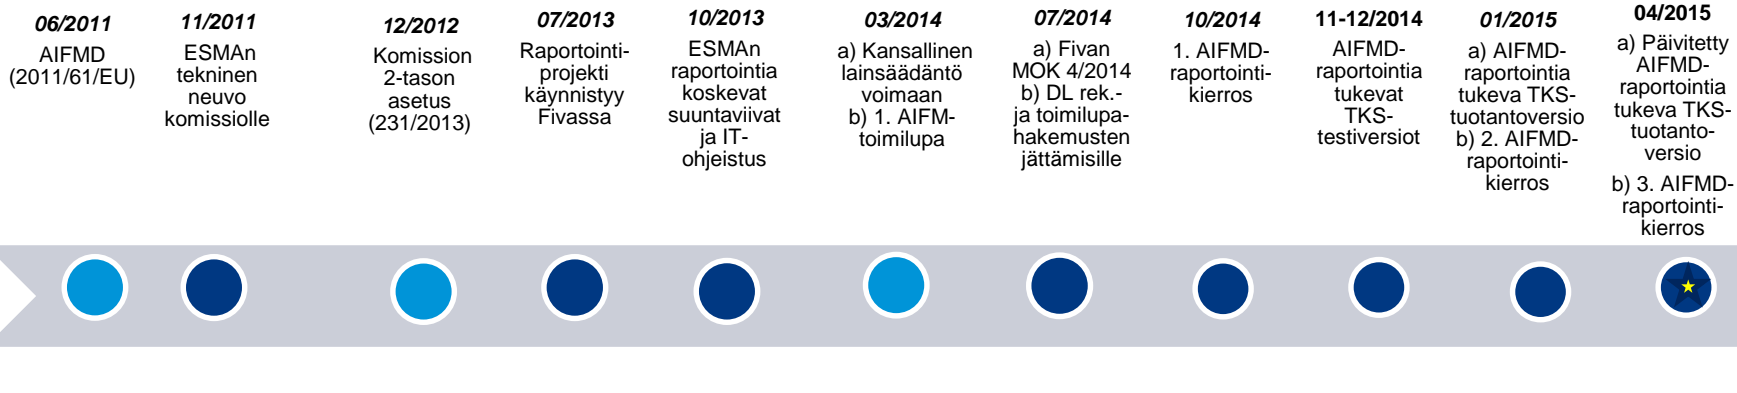 06/2011
AIFMD
(2011/61/EU)
11/2011
ESMAn
tekninen
neuvo
komissiolle
12/2012
Komission
2-tason
asetus
(231/2013)
07/2013
Raportointi-
projekti
käynnistyy
Fivassa
10/2013
ESMAn
raportointia
koskevat
suuntaviivat
ja IT-
ohjeistus
03/2014
a) Kansallinen
lainsäädäntö
voimaan
b) 1. AIFM-
toimilupa
07/2014
a) Fivan
MOK 4/2014
b) DL rek.-
ja toimilupa-
hakemusten
jättämisille
10/2014
1. AIFMD-
raportointi-
kierros
11-12/2014
AIFMD-
raportointia
tukevat
TKS-
testiversiot
01/2015
a) AIFMD-
raportointia
tukeva TKS-
tuotantoversio
b) 2. AIFMD-
raportointi-
kierros
04/2015
a) Päivitetty
AIFMD-
raportointia
tukeva TKS-
tuotanto-
versio
b) 3. AIFMD-
raportointi-
kierros